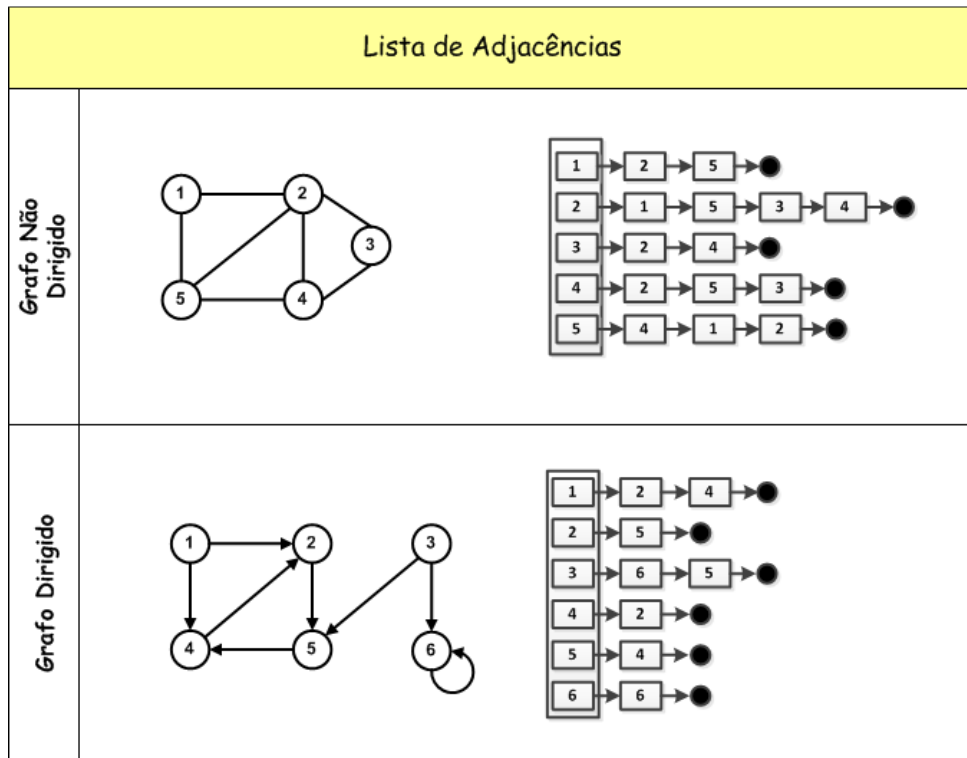 Lista de Adjacências
Grafo Não
Dirigido
1 2
3
5 4
1 2 5
2 1 5 3 4
3 2 4
4 2 5 3
5 4 1 2
Grafo Dirigido
1 2 3
4 5 6
1 2 4
2 5
3 6 5
4 2
5 4
6 6